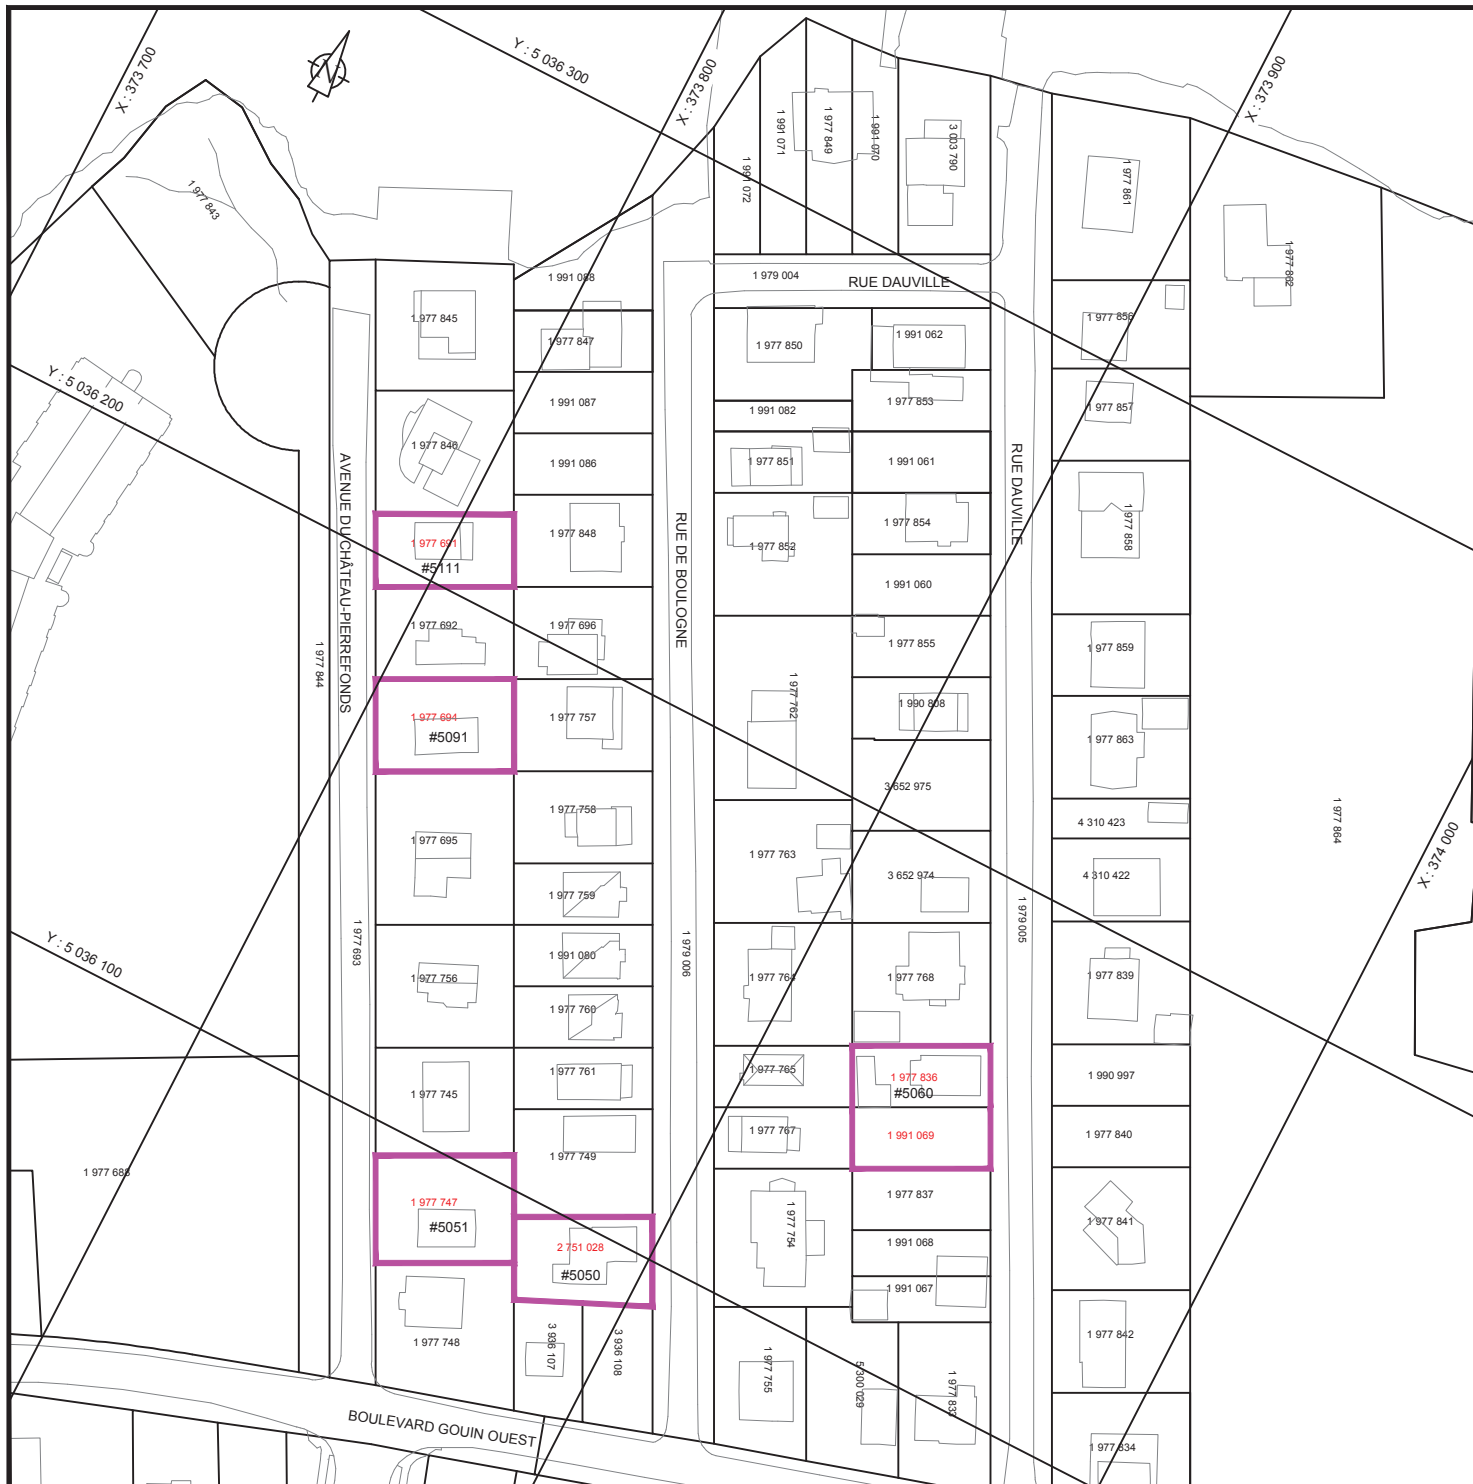 X : 373 700
Y : 5 036 300
X : 373 800
X : 373 900
N
1 991 071
1 977 849
1 991 070
3 003 790
1 991 072
1 977 861
1 977 843
1 977 862
1 991 088
1 979 004
RUE DAUVILLE
1 977 845
1 977 847
1 977 850
1 991 062
1 977 856
Y : 5 036 200
1 991 087
1 991 082
1 977 853
1 977 857
1 977 846
1 991 086
1 977 851
1 991 061
RUE DAUVILLE
AVENUE DU CHÂTEAU-PIERREFONDS
RUE DE BOULOGNE
1 977 691
#5111
1 977 848
1 977 852
1 977 854
1 977 858
1 991 060
1 977 692
1 977 696
1 977 855
1 977 859
1 977 844
1 977 694
#5091
1 977 757
1 977 762
1 990 808
1 977 863
3 652 975
1 977 758
4 310 423
1 977 864
1 977 695
1 977 763
3 652 974
4 310 422
X : 374 000
1 977 759
1 977 693
1 979 006
1 979 005
Y : 5 036 100
1 991 080
1 977 756
1 977 764
1 977 768
1 977 839
1 977 760
1 977 761
1 977 765
1 977 836
#5060
1 990 997
1 977 745
1 977 767
1 991 069
1 977 840
1 977 749
1 977 688
1 977 747
#5051
1 977 837
1 977 754
1 977 841
2 751 028
#5050
1 991 068
1 991 067
1 977 748
3 936 107
3 936 108
1 977 755
5 300 029
1 977 833
1 977 842
BOULEVARD GOUIN OUEST
1 977 834